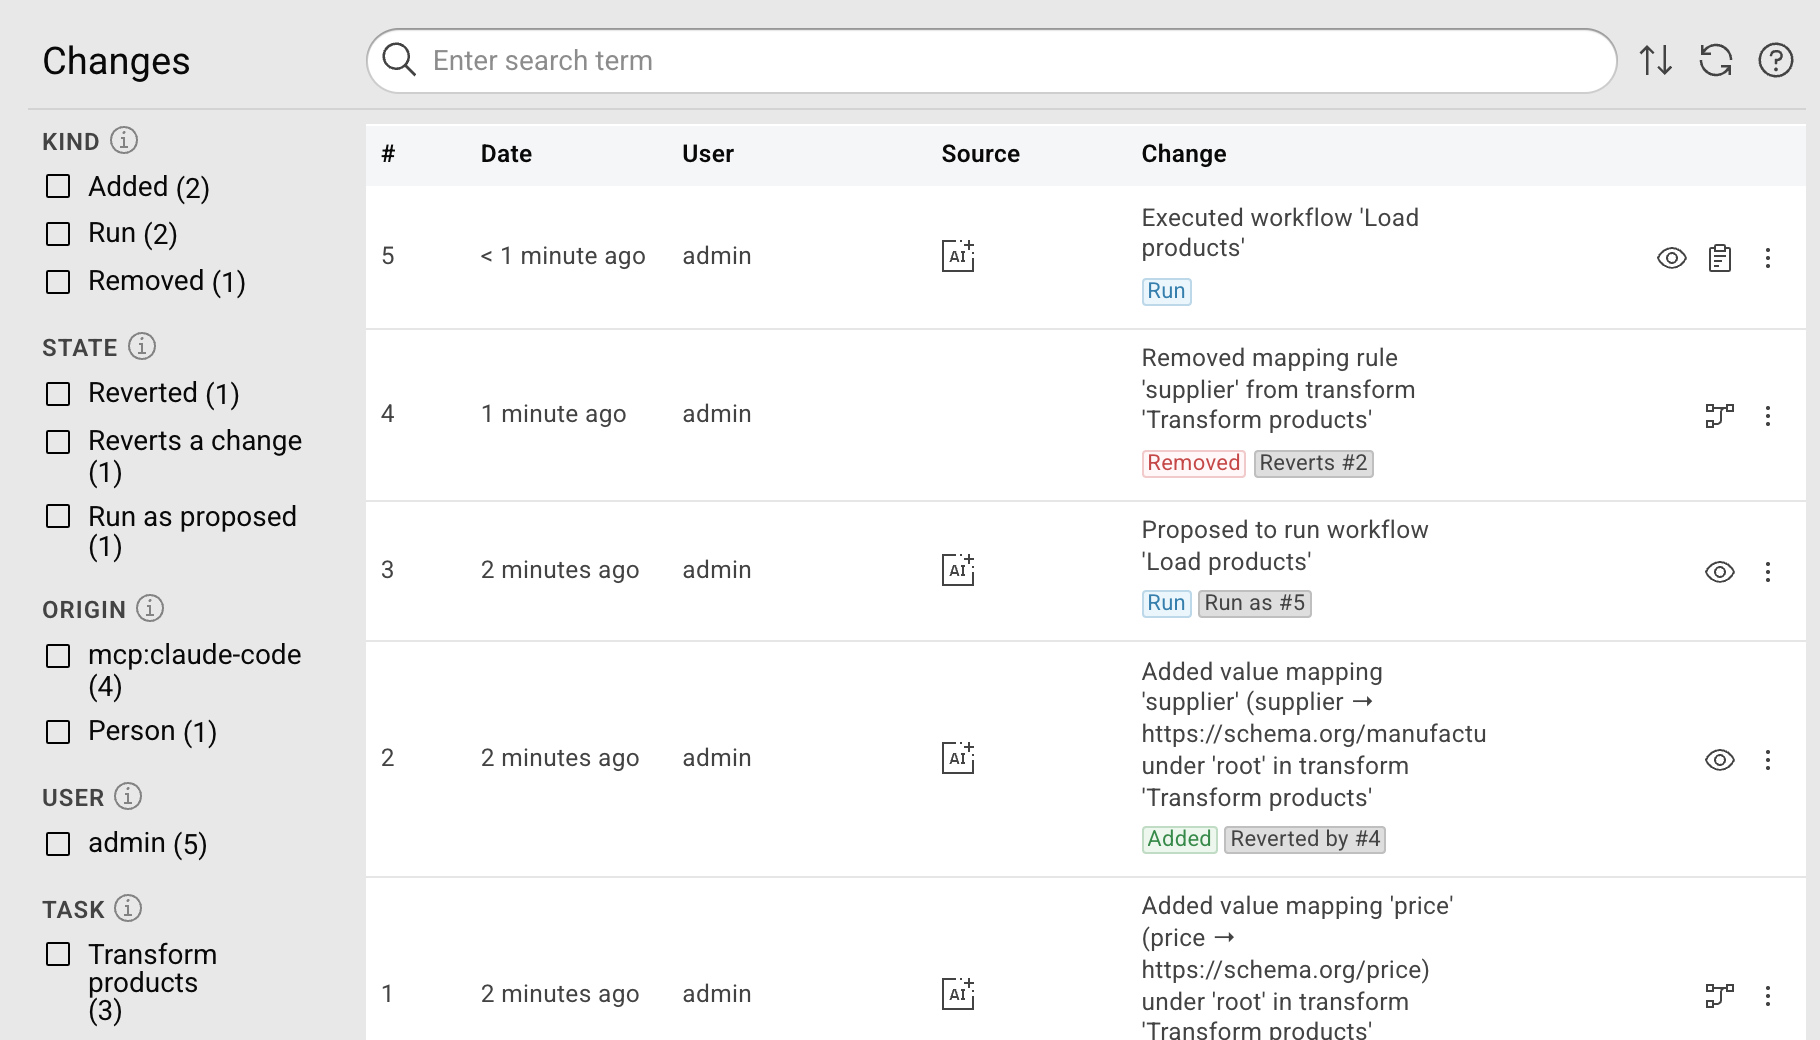 Changes
Enter search term
KIND
Added (2)
Run (2)
Removed (1)
STATE
Reverted (1)
Reverts a change
(1)
Run as proposed
(1)
ORIGIN
mcp:claude-code
(4)
Person (1)
USER
admin (5)
TASK
Transform
products
(3)
# Date User Source Change
5 < 1 minute ago admin AI
Executed workflow 'Load
products'
Run
4 1 minute ago admin
Removed mapping rule
'supplier' from transform
'Transform products'
Removed Reverts #2
3 2 minutes ago admin AI
Proposed to run workflow
'Load products'
Run Run as #5
2 2 minutes ago admin AI
Added value mapping
'supplier' (supplier →
https://schema.org/manufactu
under 'root' in transform
'Transform products'
Added Reverted by #4
1 2 minutes ago admin AI
Added value mapping 'price'
(price →
https://schema.org/price)
under 'root' in transform
'Transform products'